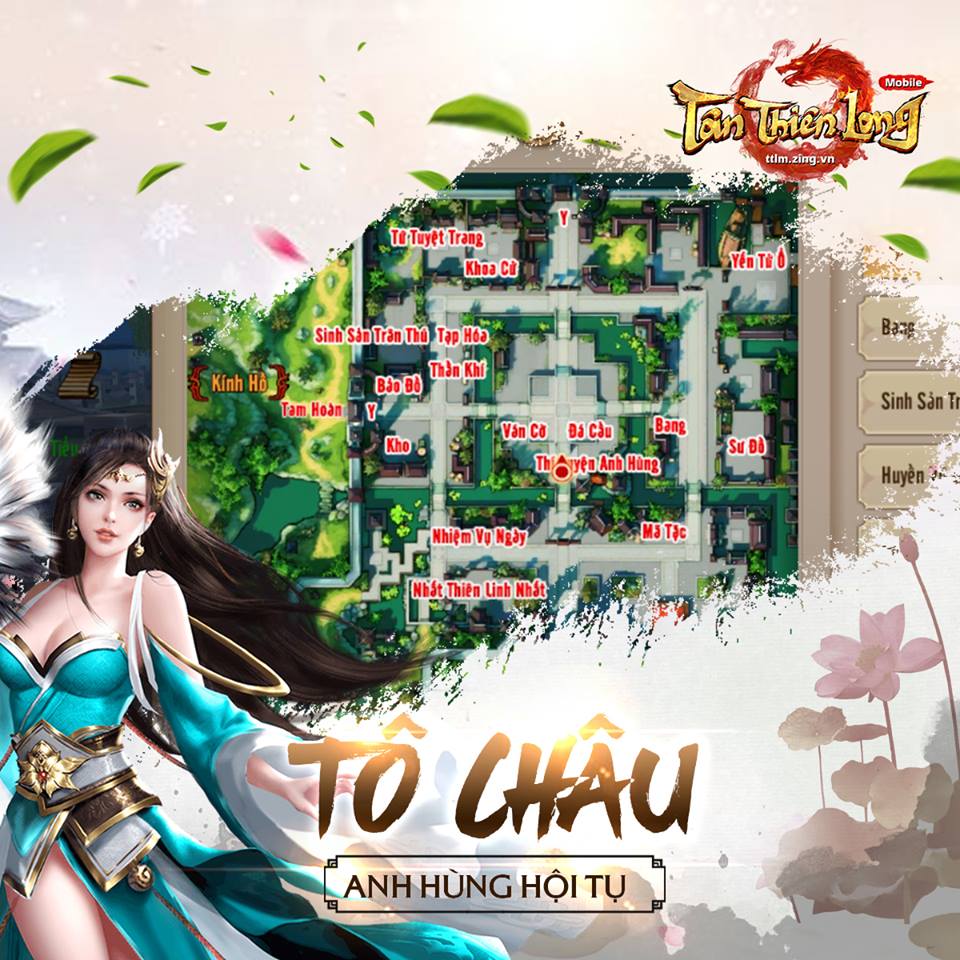 Tân Thiên Long
Mobile
ttlm.zing.vn
Y
Tứ Tuyệt Trang
Khoa Cử
Yến Tử Ổ
Sinh Sản Trân Thú
Tạp Hóa
Bang
Thần Khí
Kính Hồ
Bảo Đồ
Tam Hoàn
Y
Sinh Sản Tr
Kho
Ván Cờ
Đá Cầu
Bang
Sư Đồ
Huyền
Nhiệm Vụ Ngày
Mã Tặc
Nhất Thiên Linh Nhất
TÔ CHÂU
ANH HÙNG HỘI TỤ